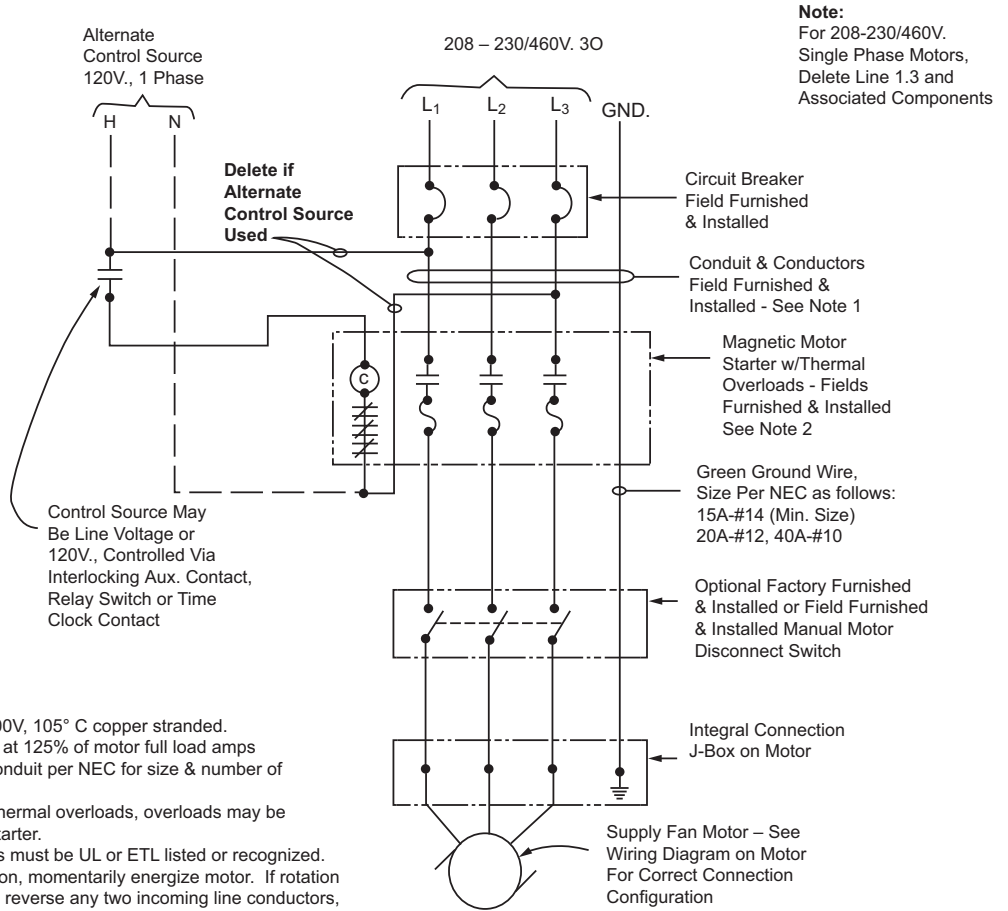 Note:
For 208-230/460V.
Single Phase Motors,
Delete Line 1.3 and
Associated Components
Alternate
Control Source
120V., 1 Phase
H
N
208 – 230/460V. 3O
L1
L2
L3
GND.
Delete if
Alternate
Control Source
Used
Circuit Breaker
Field Furnished
& Installed
Conduit & Conductors
Field Furnished &
Installed - See Note 1
Magnetic Motor
Starter w/Thermal
Overloads - Fields
Furnished & Installed
See Note 2
C
Green Ground Wire,
Size Per NEC as follows:
15A-#14 (Min. Size)
20A-#12, 40A-#10
Control Source May
Be Line Voltage or
120V., Controlled Via
Interlocking Aux. Contact,
Relay Switch or Time
Clock Contact
Optional Factory Furnished
& Installed or Field Furnished
& Installed Manual Motor
Disconnect Switch
Integral Connection
J-Box on Motor
Supply Fan Motor – See
Wiring Diagram on Motor
For Correct Connection
Configuration
00V, 105° C copper stranded.
at 125% of motor full load amps
onduit per NEC for size & number of
hermal overloads, overloads may be
tarter.
s must be UL or ETL listed or recognized.
on, momentarily energize motor. If rotation
reverse any two incoming line conductors,